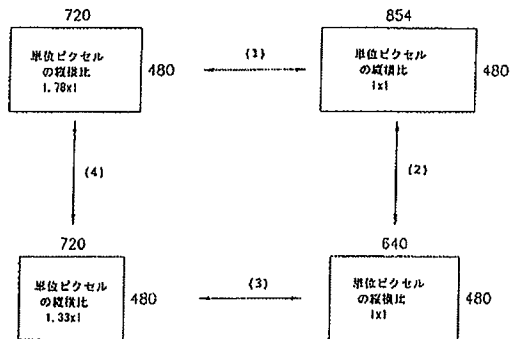 720
854
単位ピクセル
の縦横比
1.78x1
480
(1)
単位ピクセル
の縦横比
1x1
480
(4)
(2)
720
640
単位ピクセル
の縦横比
1.33x1
480
(3)
単位ピクセル
の縦横比
1x1
480